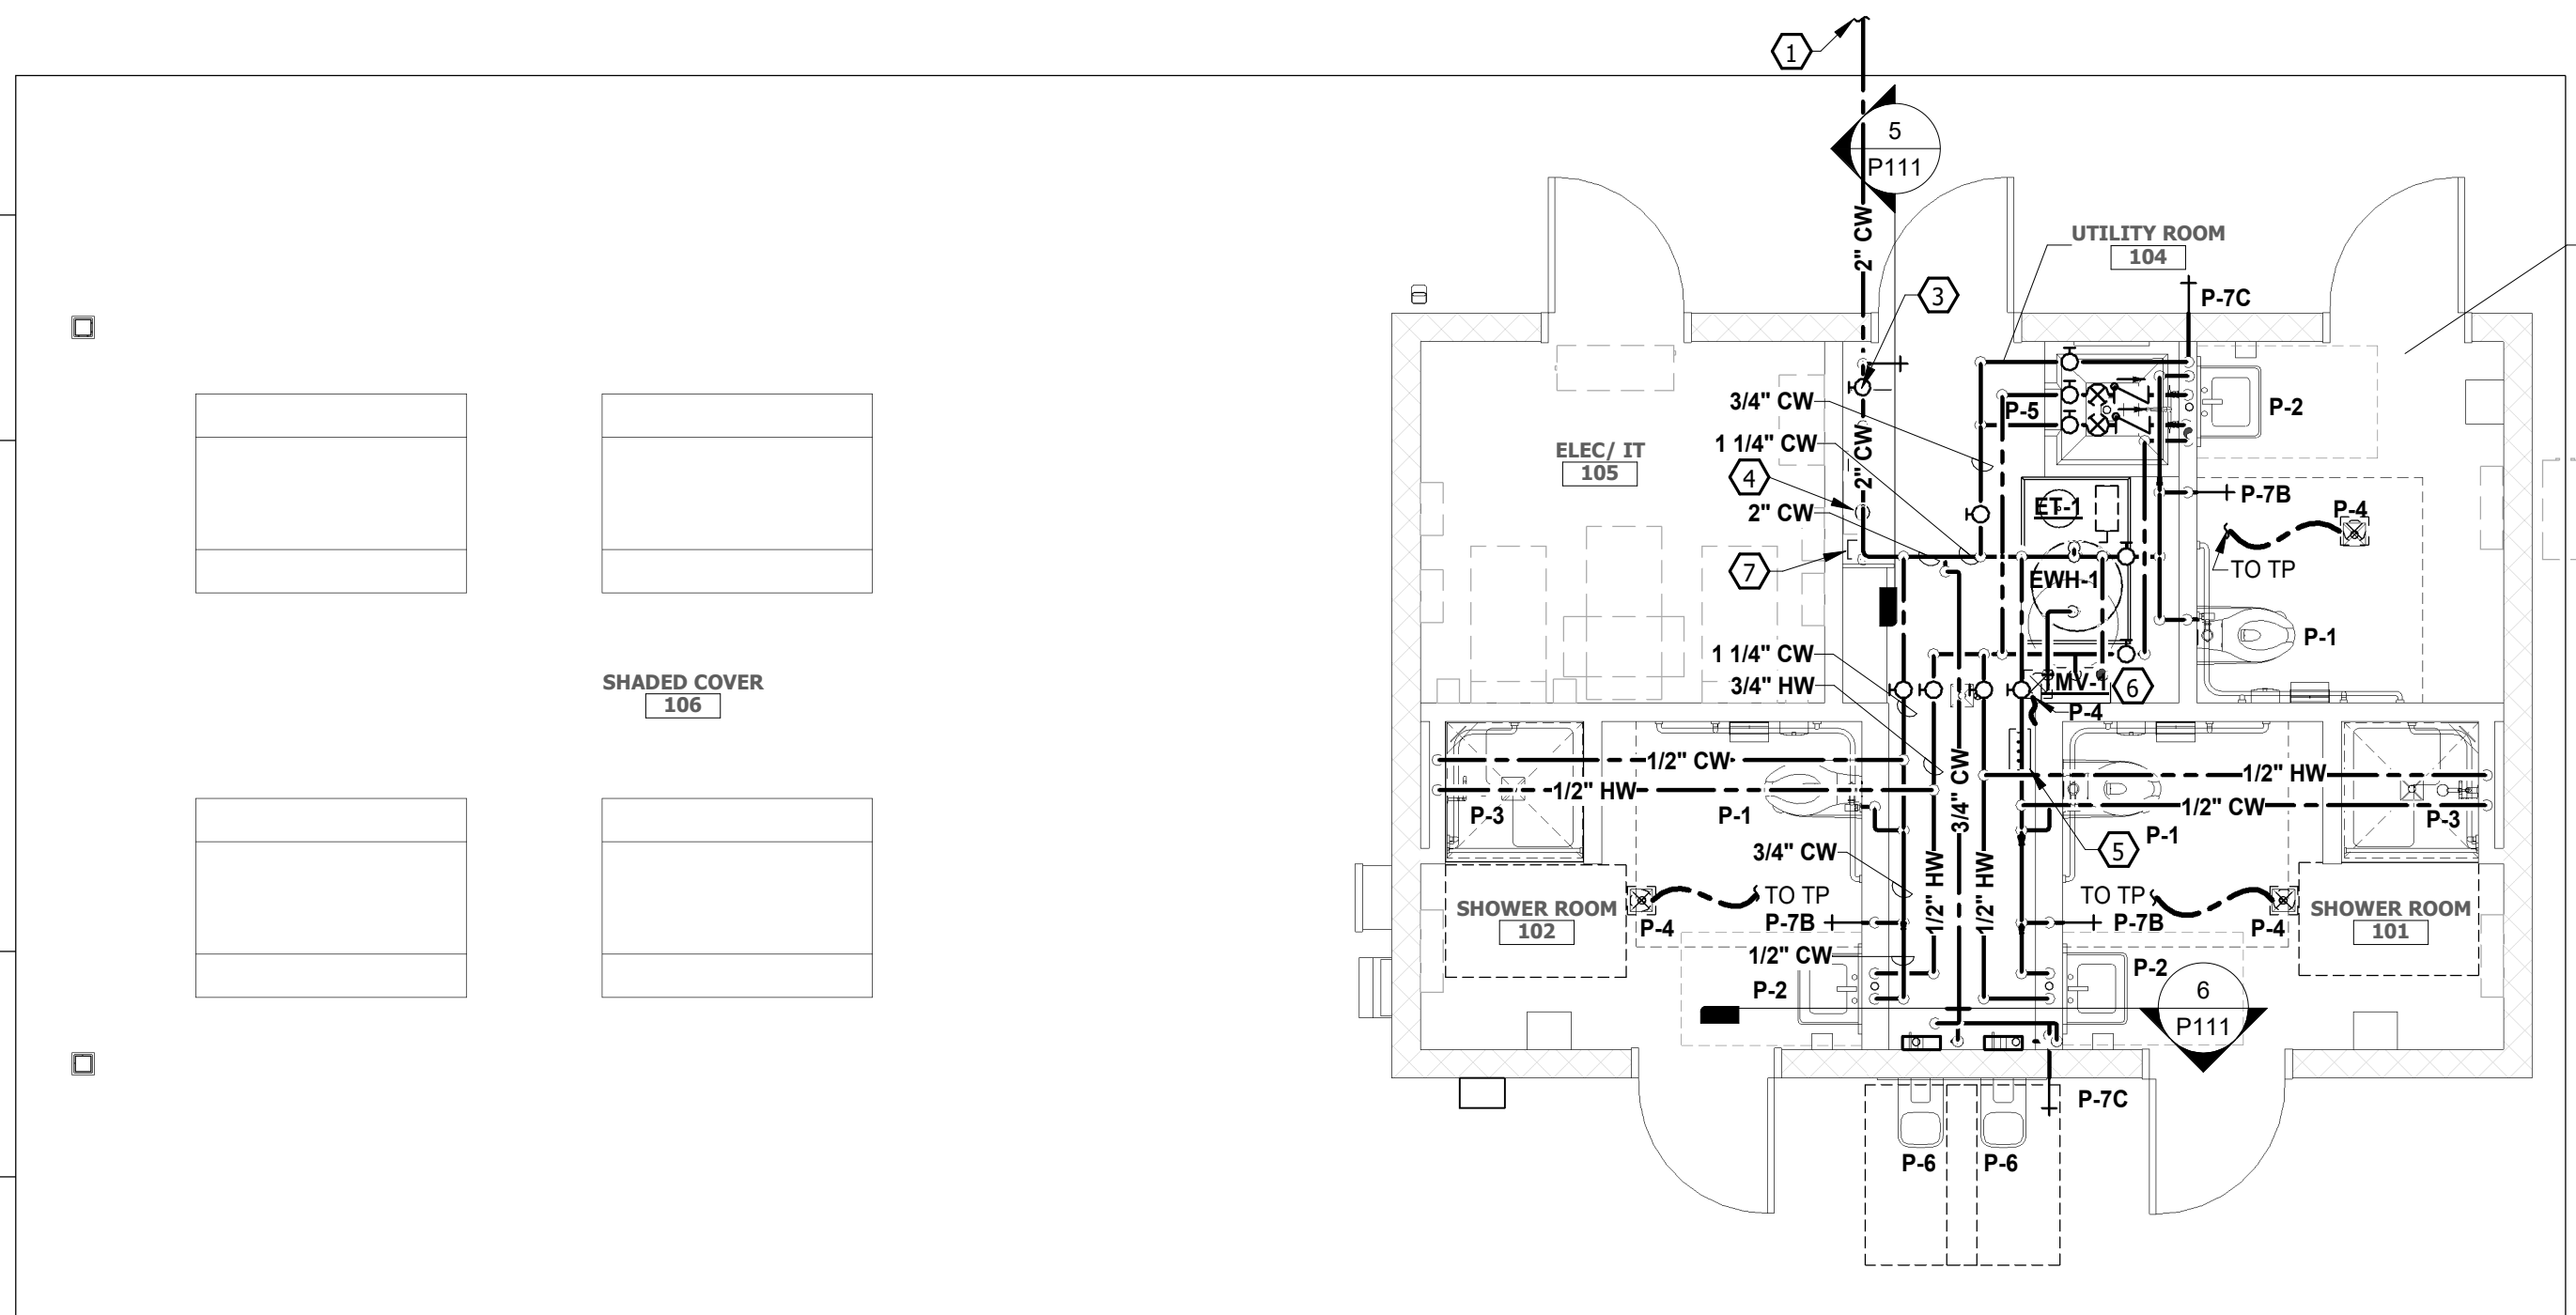 1
5
P111
2" CW
UTILITY ROOM
104
3
P-7C
3/4" CW
P-5
P-2
1 1/4" CW
2" CW
ELEC/ IT
105
4
ET-1
P-7B
P-4
2" CW
7
EWH-1
TO TP
P-1
1 1/4" CW
3/4" HW
MV-1
6
P-4
SHADED COVER
106
1/2" CW
1/2" HW
3/4" CW
1/2" HW
1/2" CW
P-3
P-1
P-1
P-3
5
3/4" CW
1/2" HW
1/2" HW
TO TP
TO TP
SHOWER ROOM
102
P-4
P-7B
P-7B
P-4
SHOWER ROOM
101
1/2" CW
P-2
P-2
6
P111
P-7C
P-6
P-6